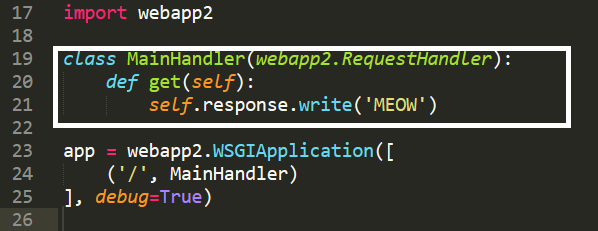 17 import webapp2
18
19 class MainHandler(webapp2.RequestHandler):
20     def get(self):
21         self.response.write('MEOW')
22
23 app = webapp2.WSGIApplication([
24     ('/', MainHandler)
25 ], debug=True)
26